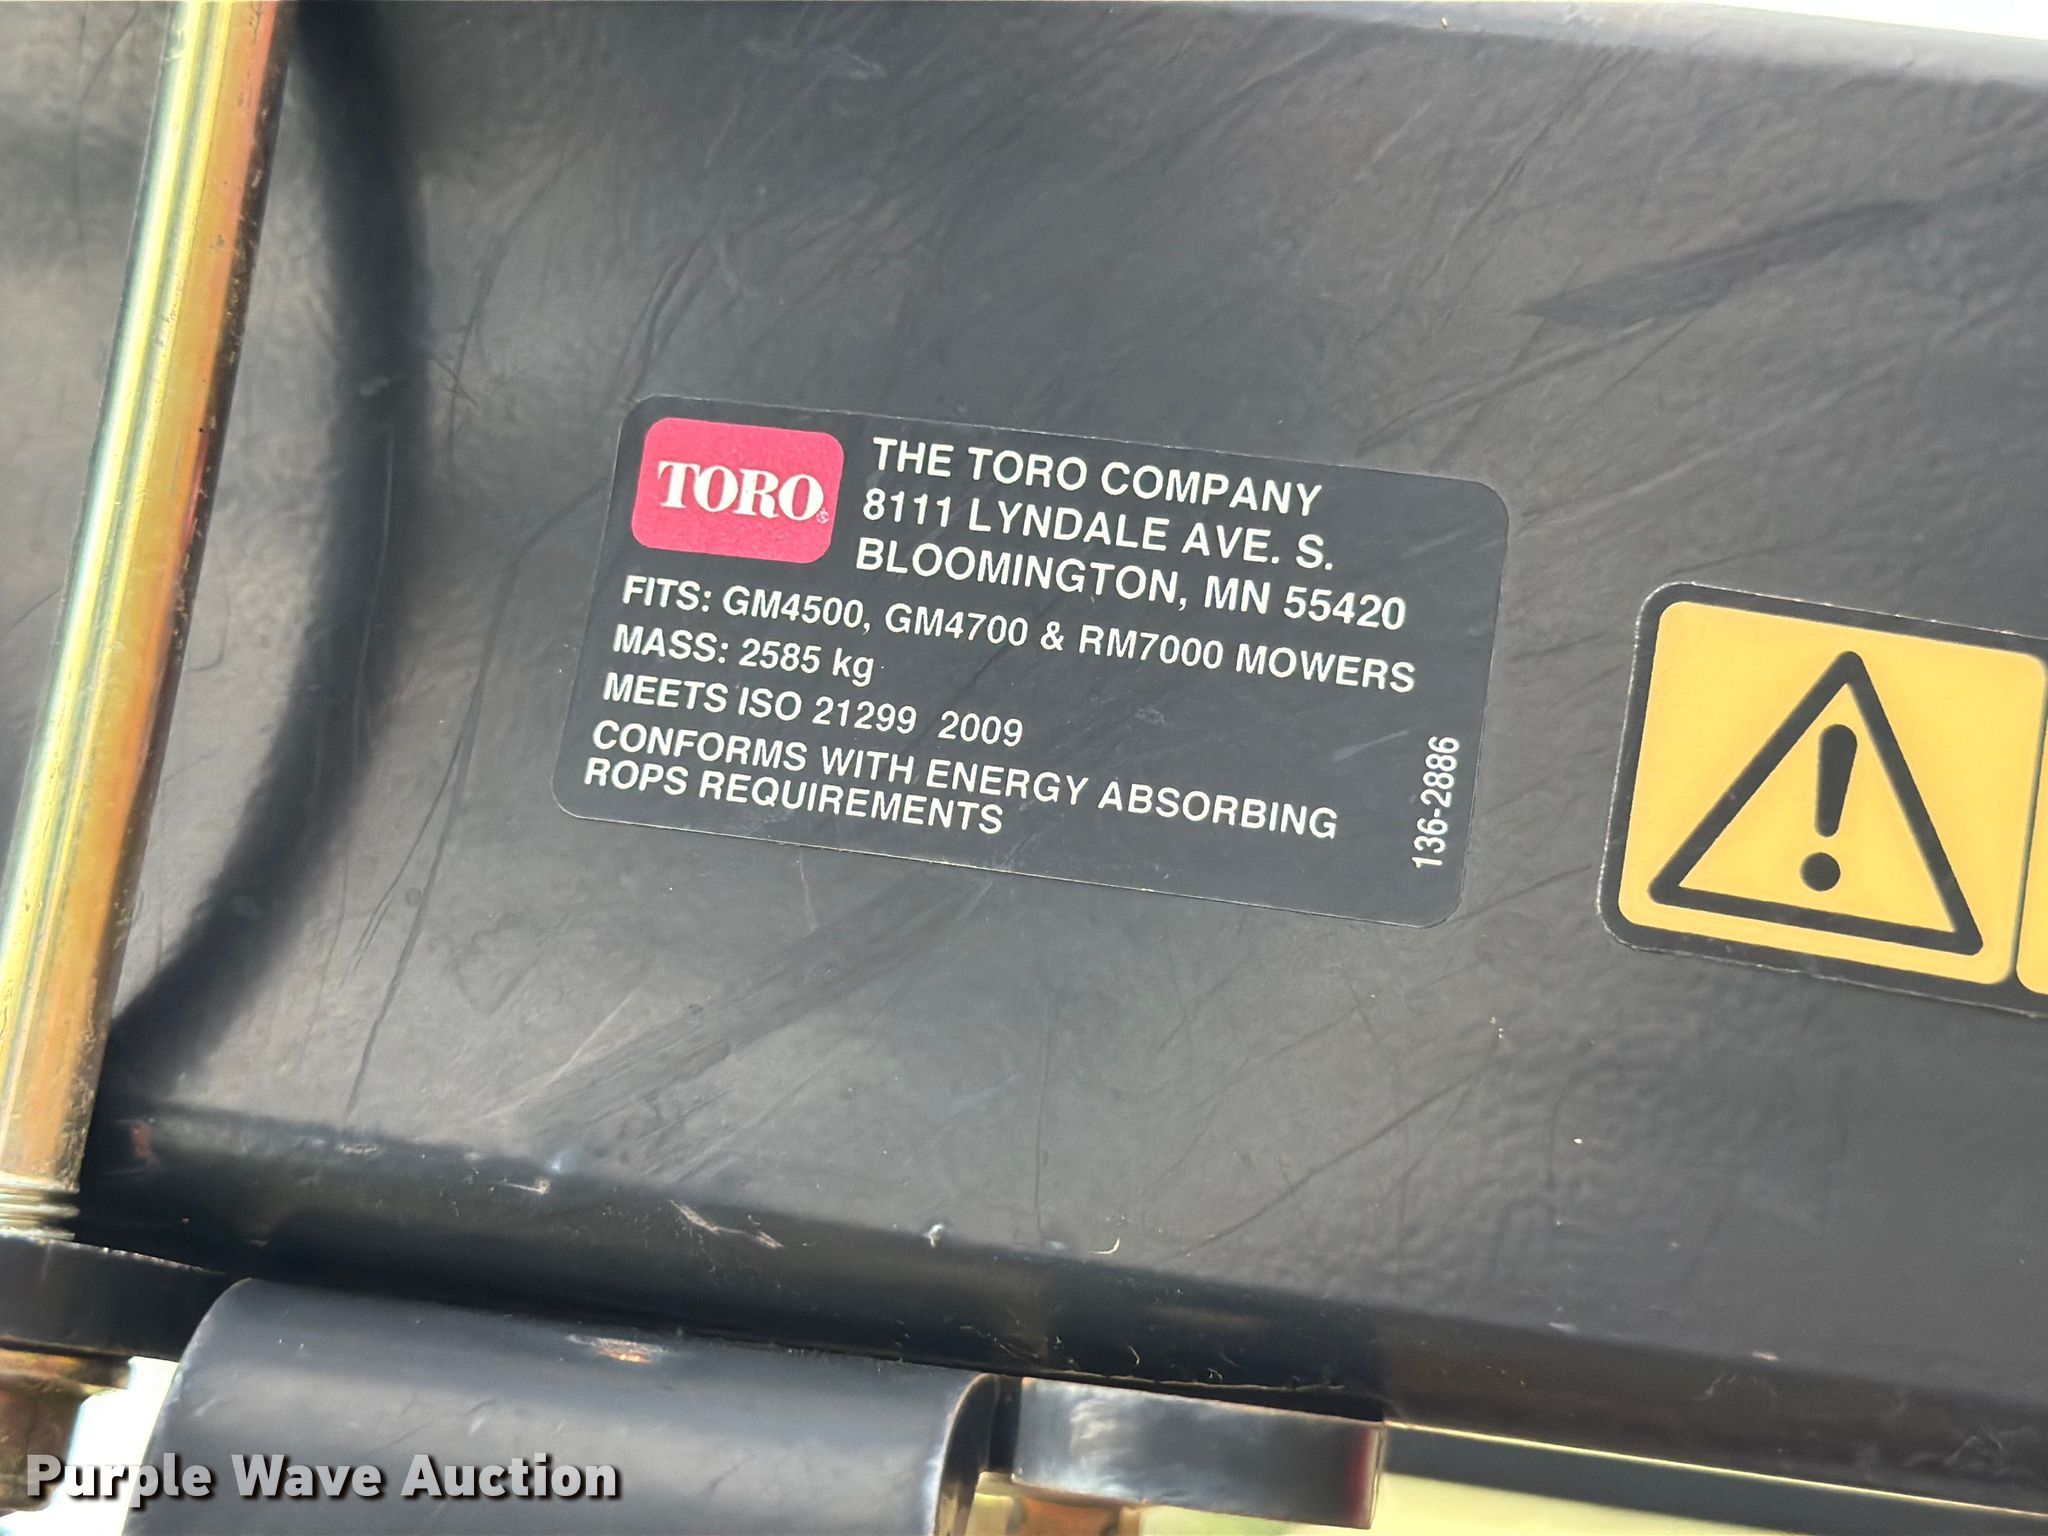 TORO
THE TORO COMPANY
8111 LYNDALE AVE. S.
BLOOMINGTON, MN 55420
FITS: GM4500, GM4700 & RM7000 MOWERS
MASS: 2585 kg
MEETS ISO 21299 2009
CONFORMS WITH ENERGY ABSORBING
ROPS REQUIREMENTS
136-2886
Purple Wave Auction